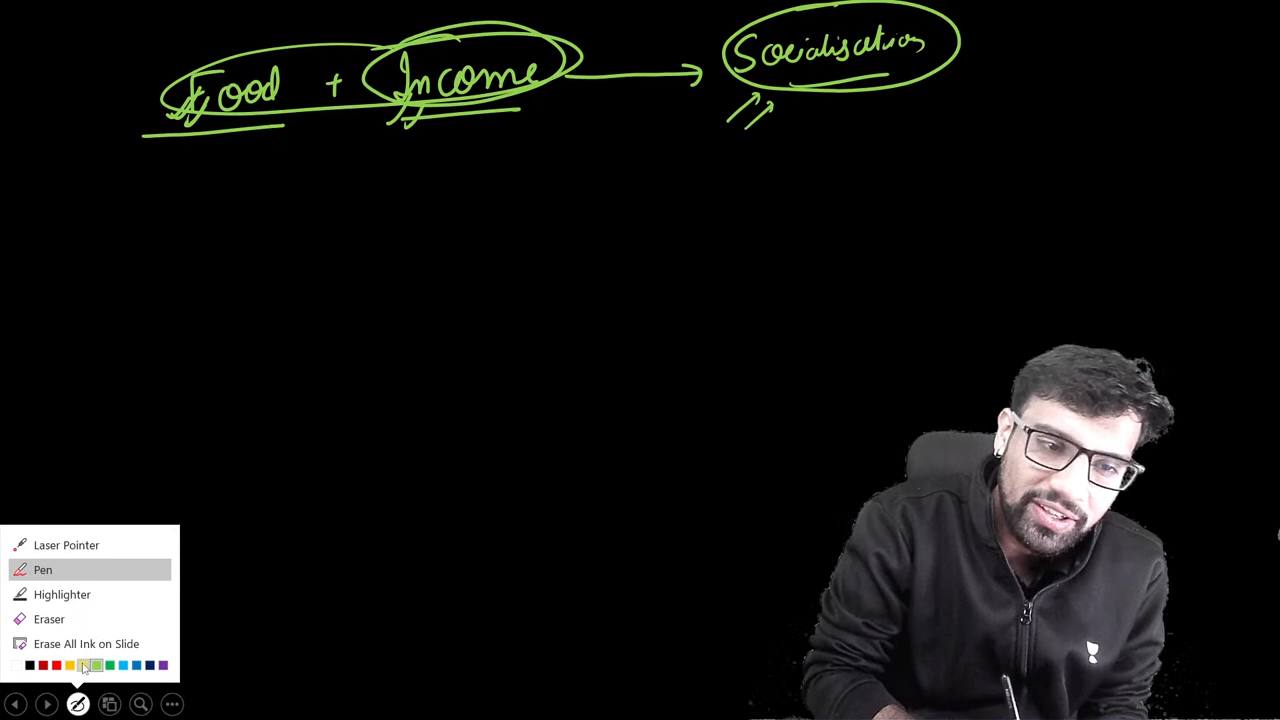 Food + Income → Socialisation
Laser Pointer
Pen
Highlighter
Eraser
Erase All Ink on Slide